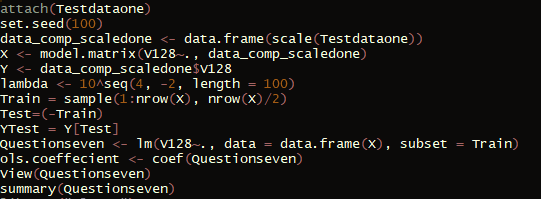 attach(Testdataone)
set.seed(100)
data_comp_scaledone <- data.frame(scale(Testdataone))
X <- model.matrix(V128~., data_comp_scaledone)
Y <- data_comp_scaledone$V128
lambda <- 10^seq(4, -2, length = 100)
Train = sample(1:nrow(X), nrow(X)/2)
Test=(-Train)
YTest = Y[Test]
Questionseven <- lm(V128~., data = data.frame(X), subset = Train)
ols.coeffecient <- coef(Questionseven)
View(Questionseven)
summary(Questionseven)